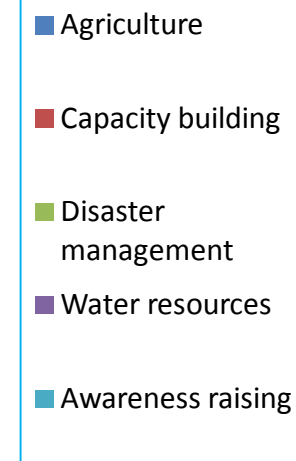 Agriculture
Capacity building
Disaster
management
Water resources
Awareness raising